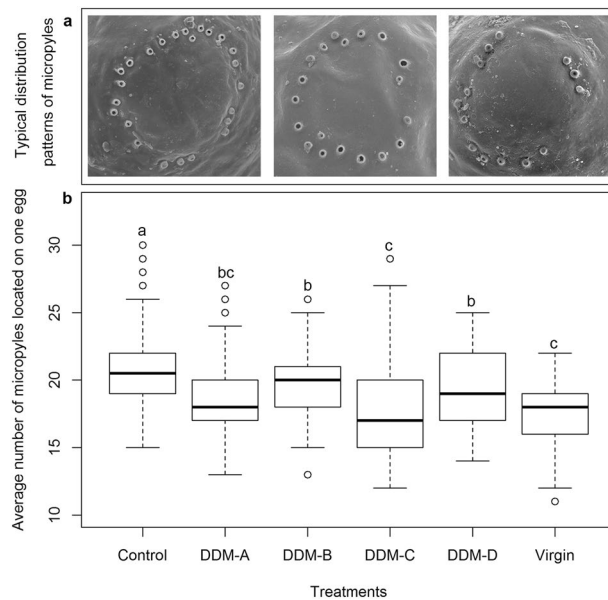 a
Typical distribution
patterns of micropyles
b
Average number of micropyles located on one egg
30
25
20
15
10
a
bc
b
c
b
c
Control DDM-A DDM-B DDM-C DDM-D Virgin
Treatments